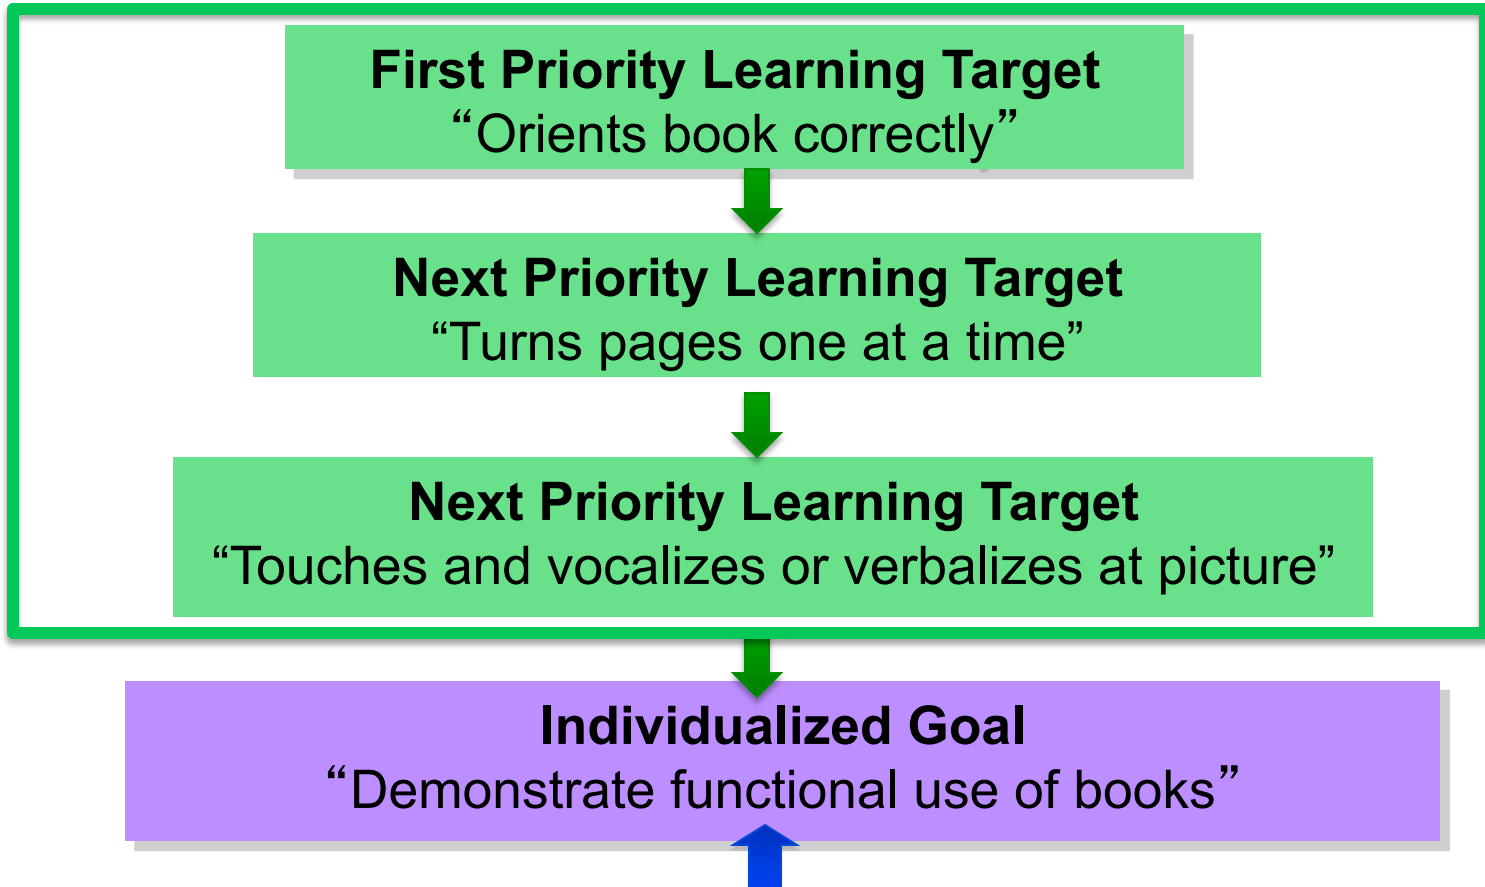 First Priority Learning Target
“Orients book correctly”
Next Priority Learning Target
“Turns pages one at a time”
Next Priority Learning Target
“Touches and vocalizes or verbalizes at picture”
Individualized Goal
“Demonstrate functional use of books”